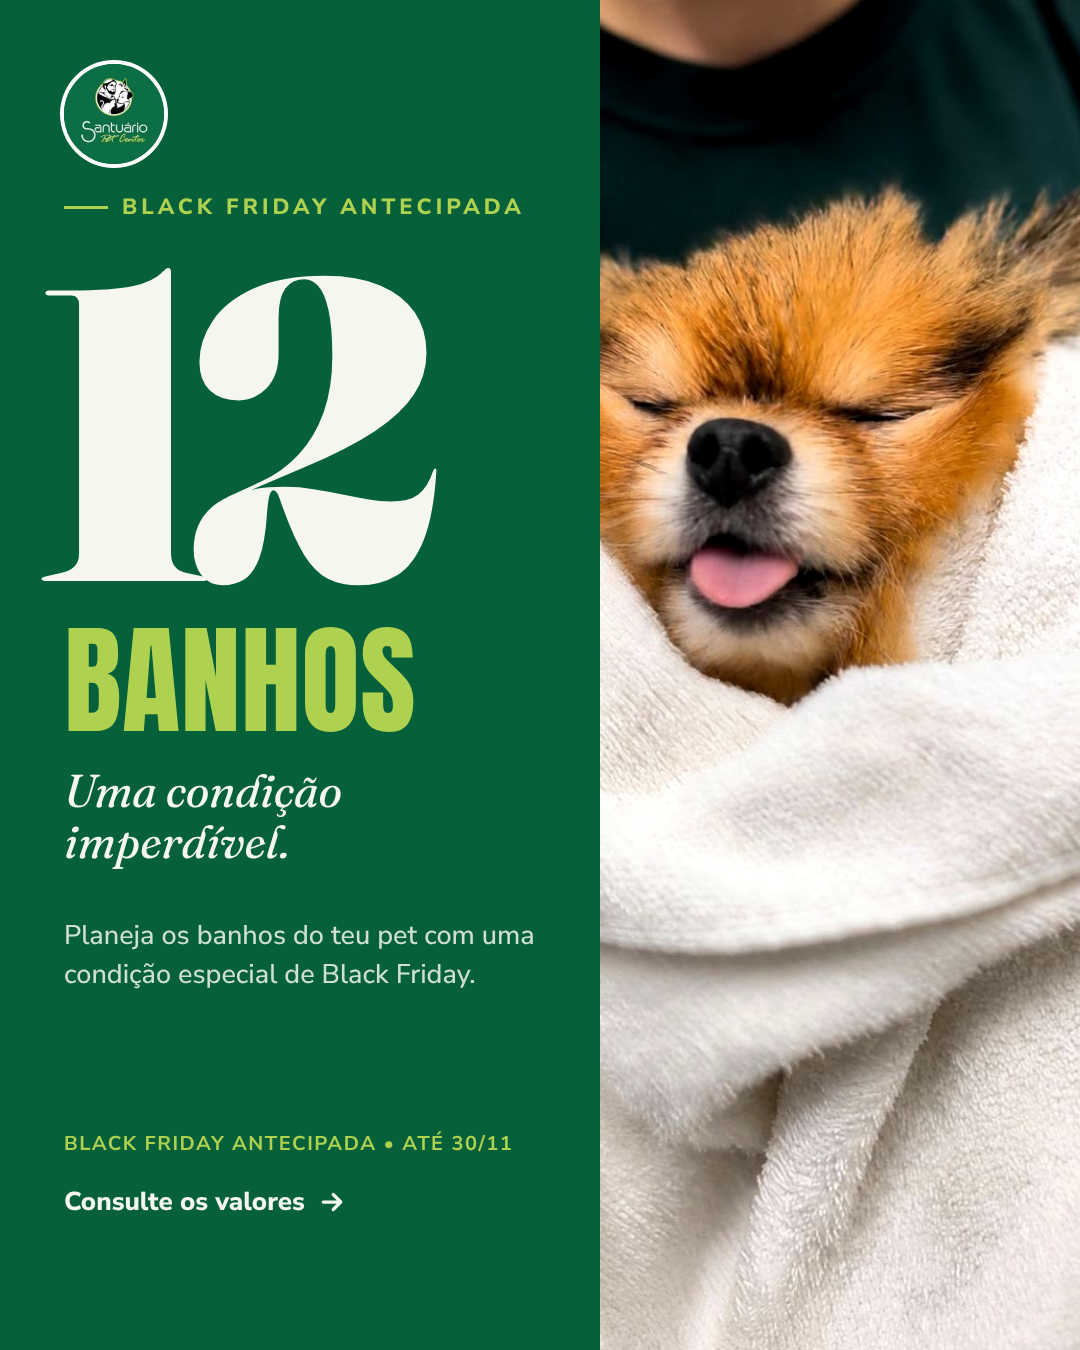 Santuário
Pet Center
BLACK FRIDAY ANTECIPADA
12
BANHOS
Uma condição
imperdível.
Planeja os banhos do teu pet com uma
condição especial de Black Friday.
BLACK FRIDAY ANTECIPADA • ATÉ 30/11
Consulte os valores →